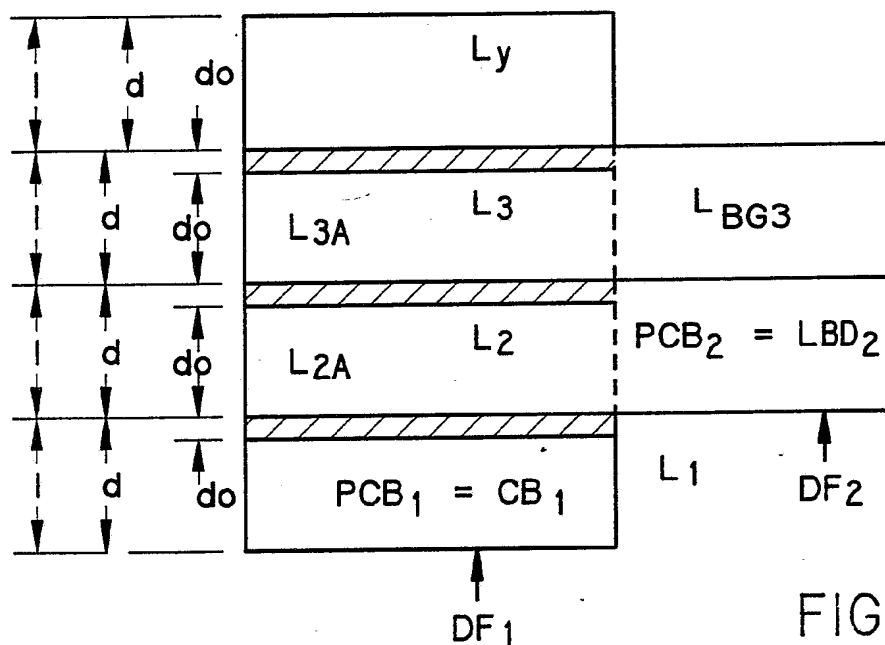 Ly
do
d
L3A
L3
LBG3
do
d
L2A
L2
PCB2 = LBD2
do
d
PCB1 = CB1
L1
do
d
DF2
DF1
FIG